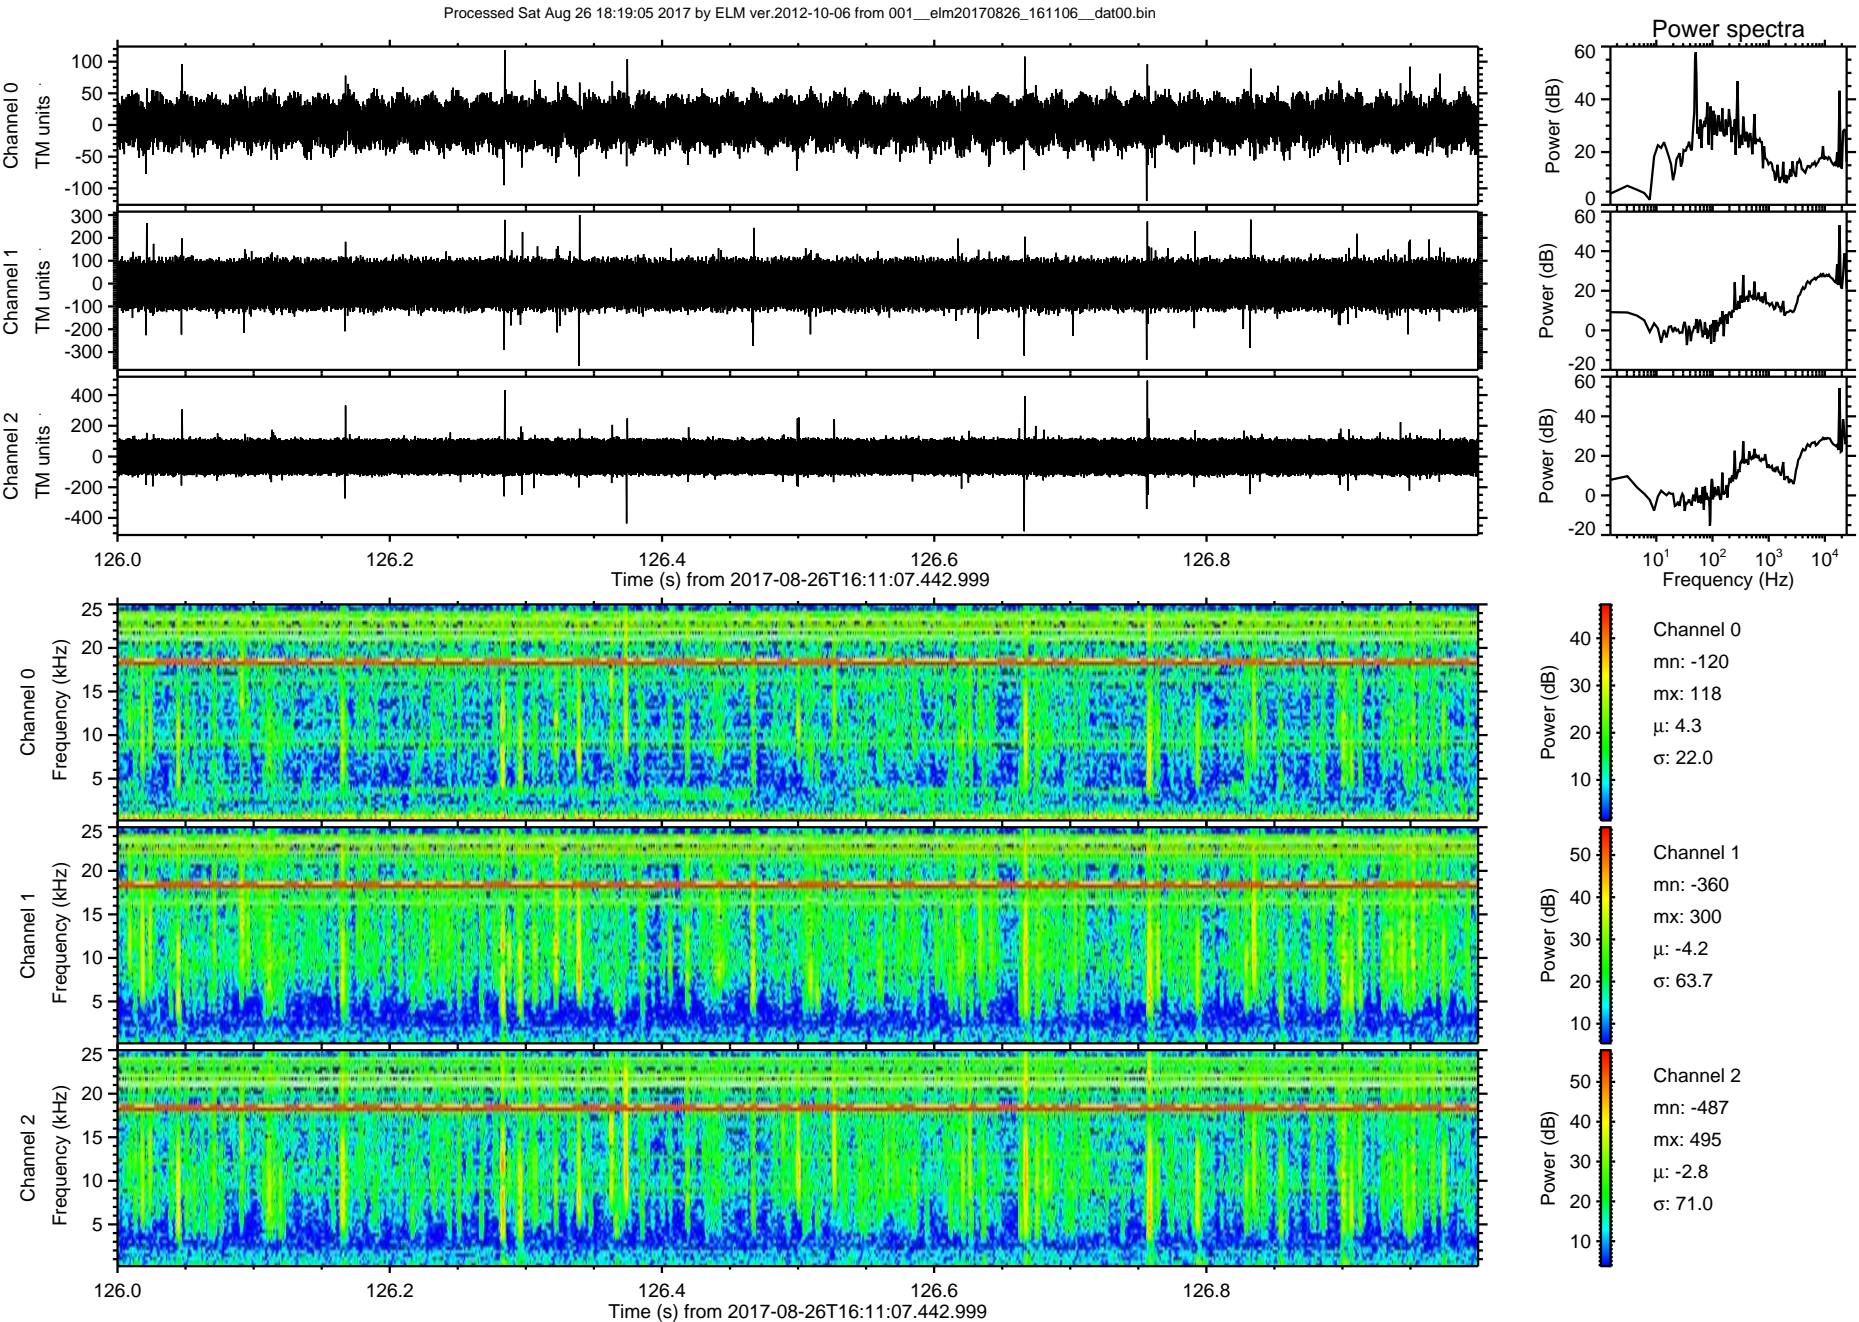 Processed Sat Aug 26 18:19:05 2017 by ELM ver.2012-10-06 from 001__elm20170826_161106__dat00.bin
Power spectra
Channel 0
TM units
100
50
0
-50
-100
Power (dB)
60
40
20
0
Channel 1
TM units
300
200
100
0
-100
-200
-300
Power (dB)
60
40
20
0
-20
Channel 2
TM units
400
200
0
-200
-400
Power (dB)
60
40
20
0
-20
126.0 126.2 126.4 126.6 126.8
Time (s) from 2017-08-26T16:11:07.442.999
10^1 10^2 10^3 10^4
Frequency (Hz)
Channel 0
Frequency (kHz)
25
20
15
10
5
Power (dB)
40
30
20
10
Channel 0
mn: -120
mx: 118
μ: 4.3
σ: 22.0
Channel 1
Frequency (kHz)
25
20
15
10
5
Power (dB)
50
40
30
20
10
Channel 1
mn: -360
mx: 300
μ: -4.2
σ: 63.7
Channel 2
Frequency (kHz)
25
20
15
10
5
Power (dB)
50
40
30
20
10
Channel 2
mn: -487
mx: 495
μ: -2.8
σ: 71.0
126.0 126.2 126.4 126.6 126.8
Time (s) from 2017-08-26T16:11:07.442.999